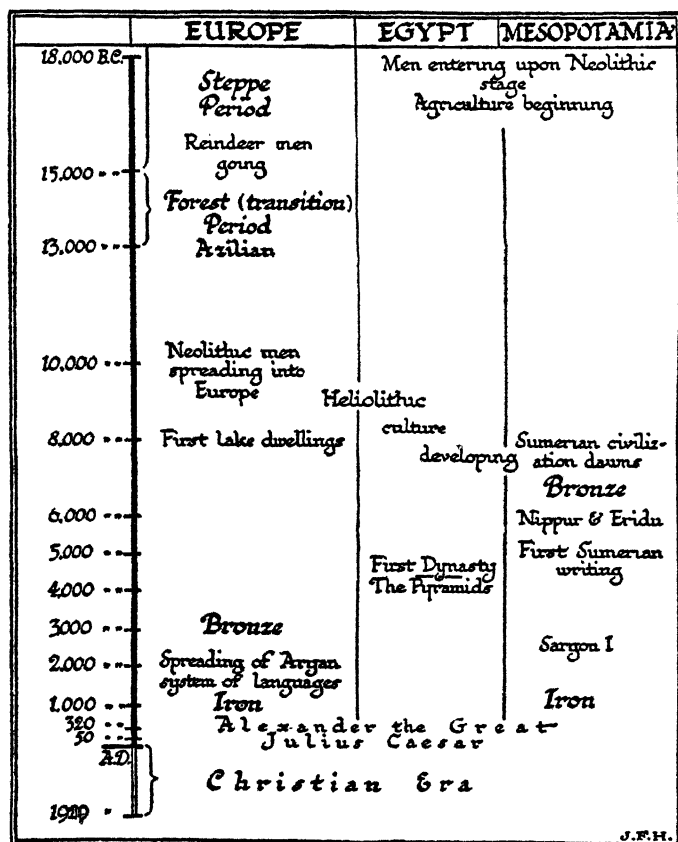 EUROPE EGYPT MESOPOTAMIA
18,000 B.C.
Steppe
Period
Men entering upon Neolithic
stage
Agriculture beginning
Reindeer men
going
15,000 " "
Forest (transition)
Period
13,000 " "
Azilian
10,000 " "
Neolithic men
spreading into
Europe
Heliolithic
culture
developing
8,000 " "
First lake dwellings
Sumerian civiliz-
ation dawns
Bronze
6,000 " "
Nippur & Eridu
5,000 " "
First Dynasty
The Pyramids
First Sumerian
writing
4,000 " "
3,000 " "
Bronze
Sargon I
2,000 " "
Spreading of Aryan
system of languages
1,000 " "
Iron
Iron
320 " "
Alexander the Great
50 " "
Julius Caesar
A.D.
Christian Era
J.F.H.